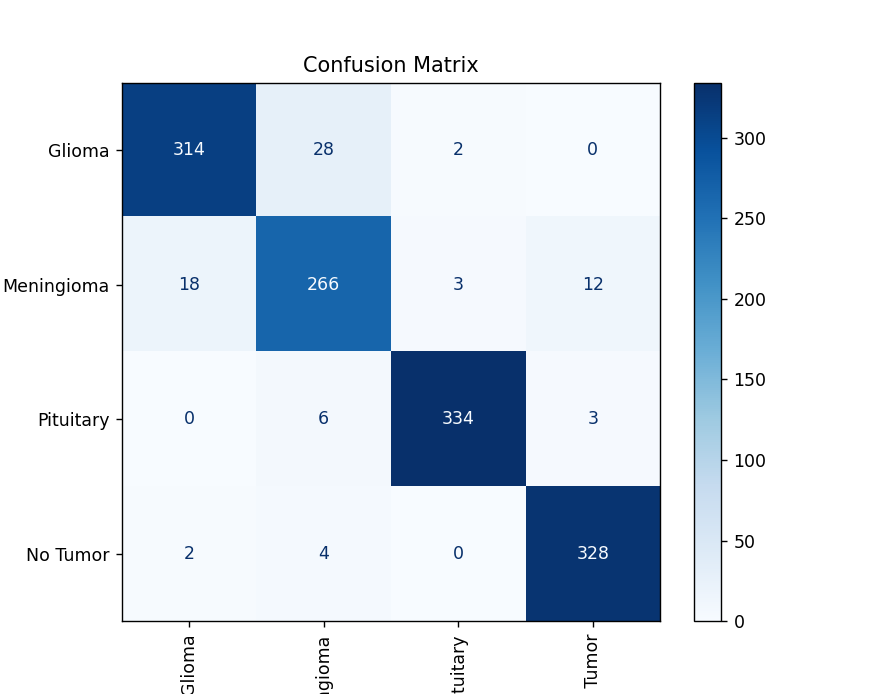 Confusion Matrix
Glioma 314 28 2 0
Meningioma 18 266 3 12
Pituitary 0 6 334 3
No Tumor 2 4 0 328
Glioma
ngioma
tuitary
Tumor
300
250
200
150
100
50
0